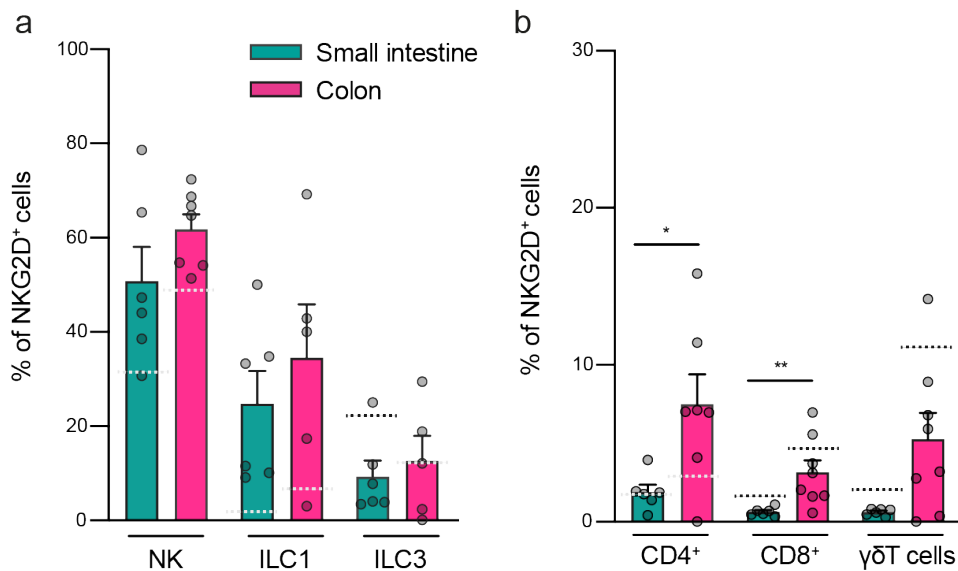 a
% of NKG2D⁺ cells
100
80
60
40
20
0
Small intestine
Colon
NK
ILC1
ILC3
b
% of NKG2D⁺ cells
30
20
10
0
*
**
CD4⁺
CD8⁺
γδT cells